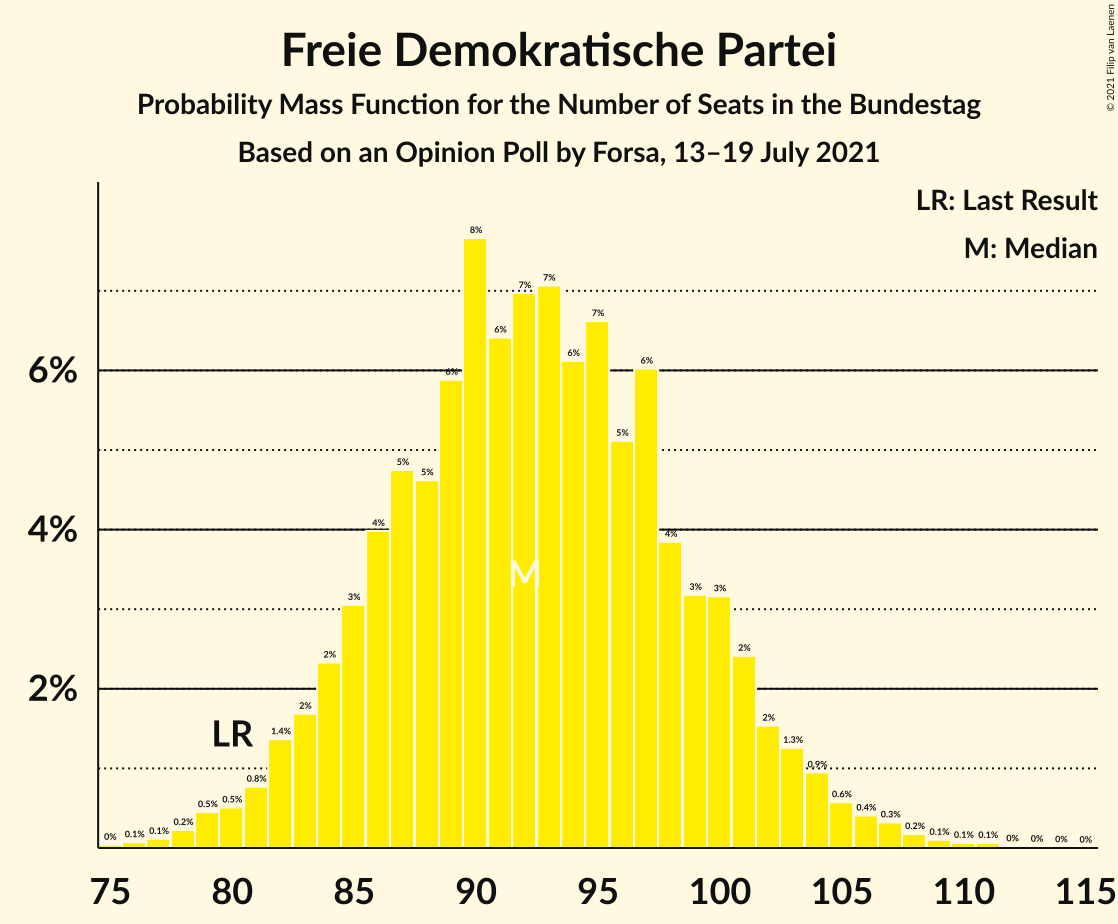 Freie Demokratische Partei
Probability Mass Function for the Number of Seats in the Bundestag
Based on an Opinion Poll by Forsa, 13–19 July 2021
© 2021 Filip van Laenen
LR: Last Result
M: Median
6%
4%
2%
0% 0.1% 0.1% 0.2% 0.5% 0.5% 0.8% 1.4% 2% 2% 3% 4% 5% 5% 6% 8% 6% 7% 7% 6% 7% 5% 6% 4% 3% 3% 2% 2% 1.3% 0.9% 0.6% 0.4% 0.3% 0.2% 0.1% 0.1% 0.1% 0% 0% 0% 0%
M
LR
75 80 85 90 95 100 105 110 115